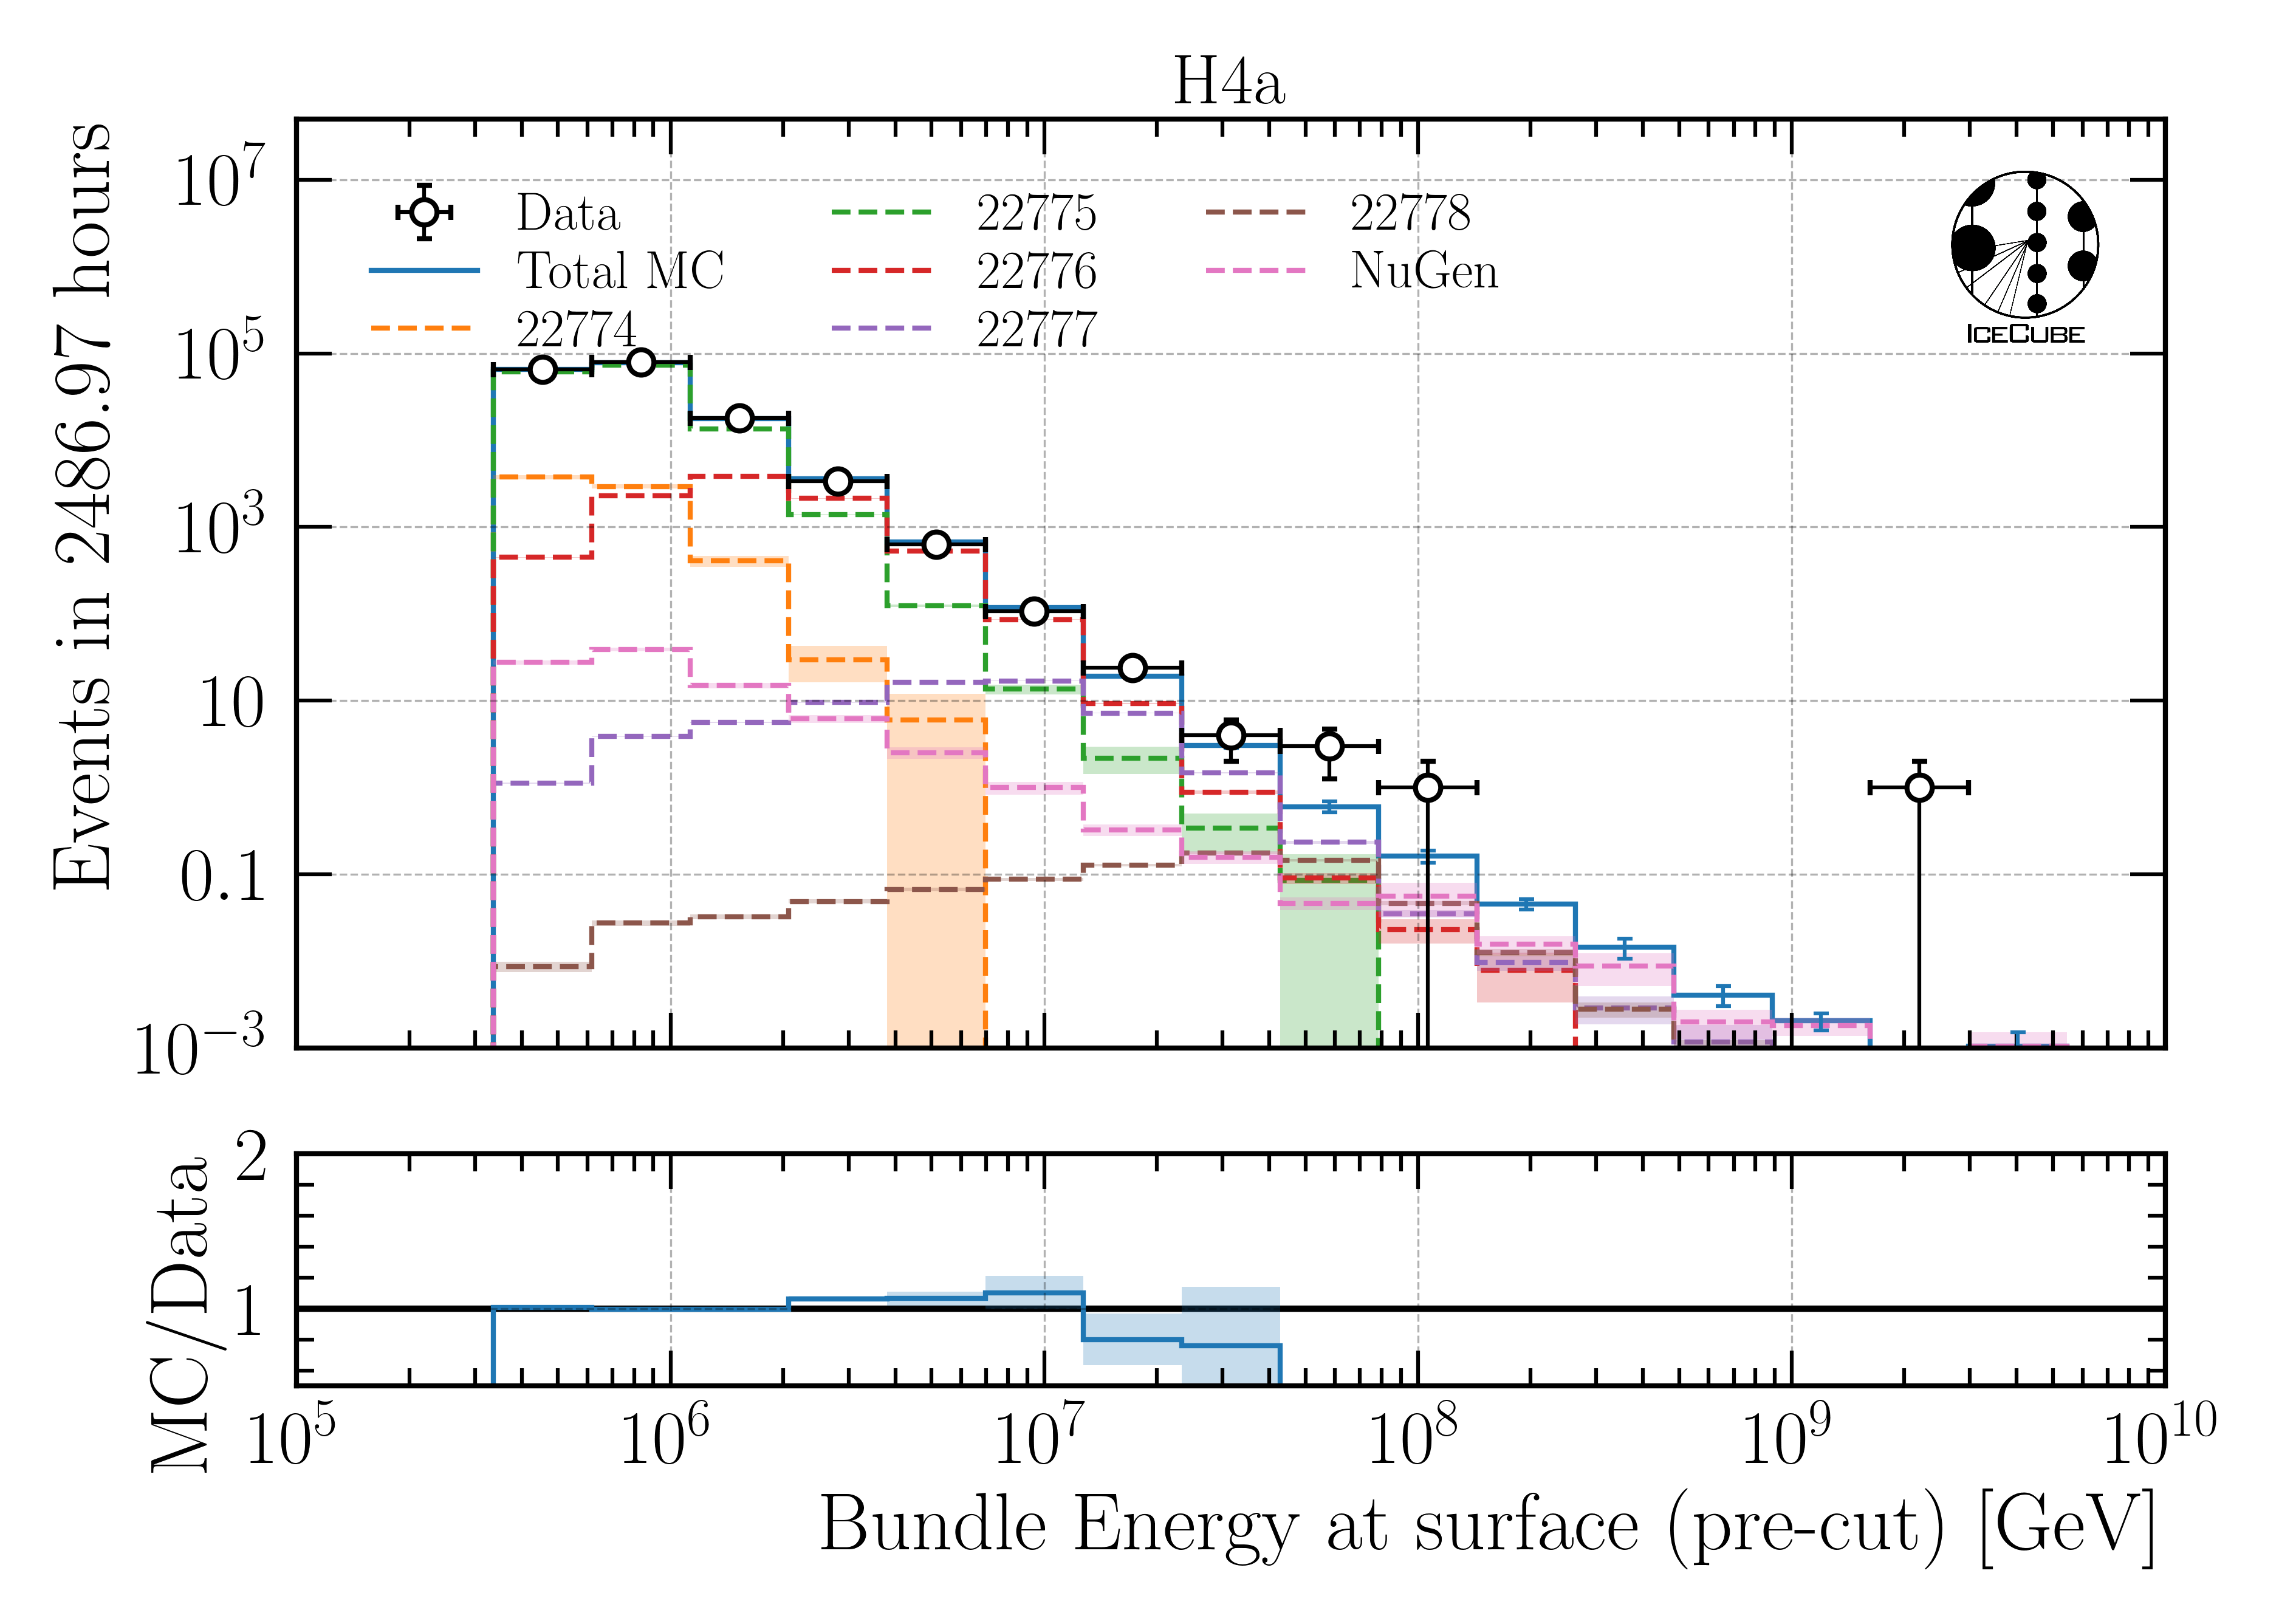 H4a
Events in 2486.97 hours
10^7
10^5
10^3
10
0.1
10^−3
Data
Total MC
22774
22775
22776
22777
22778
NuGen
ICECUBE
MC/Data
2
1
10^5 10^6 10^7 10^8 10^9 10^10
Bundle Energy at surface (pre-cut) [GeV]